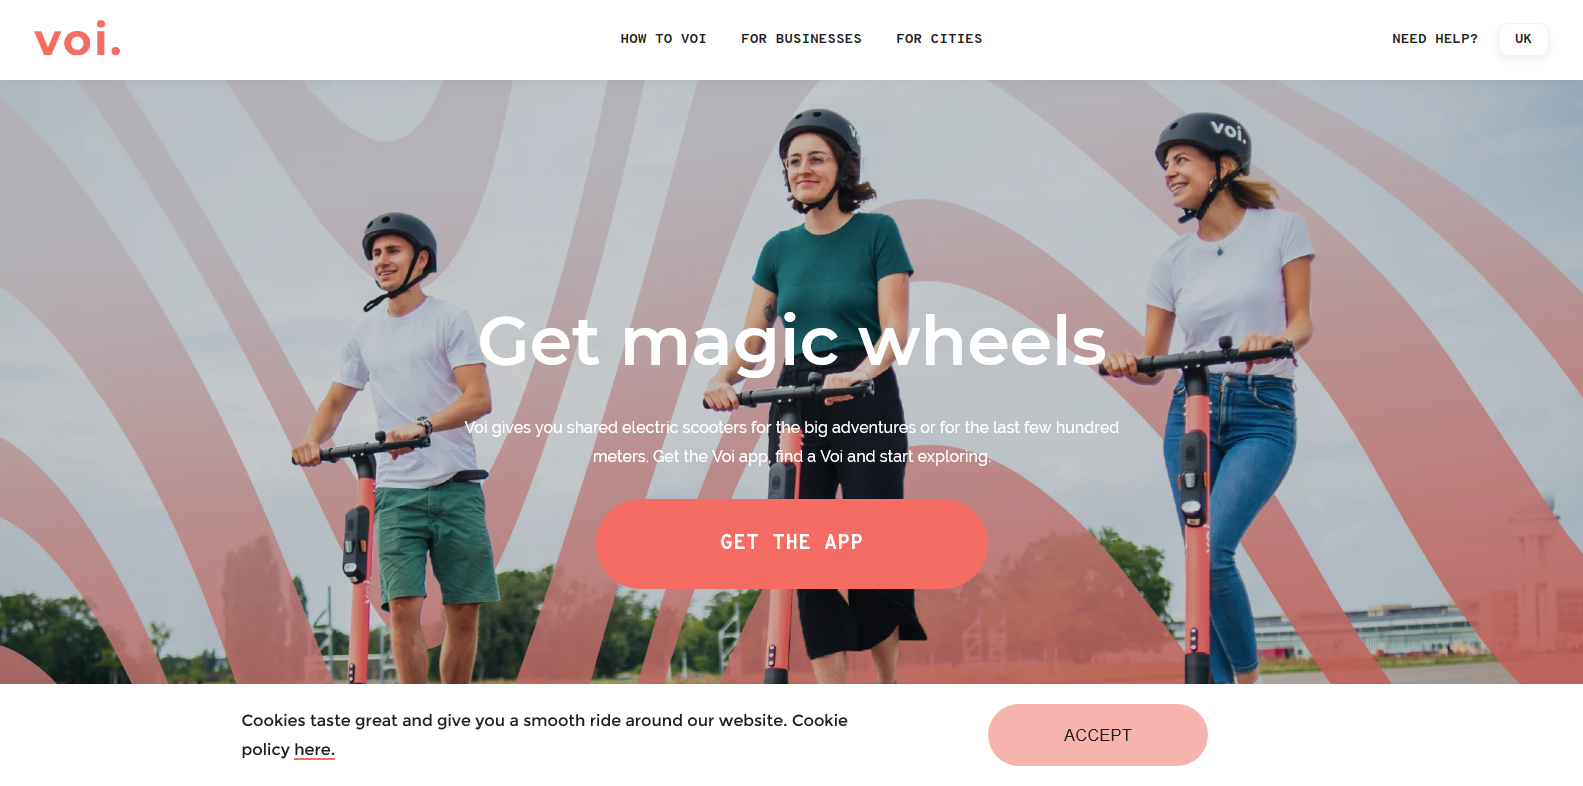 voi.
HOW TO VOI
FOR BUSINESSES
FOR CITIES
NEED HELP?
UK
voi.
Get magic wheels
Voi gives you shared electric scooters for the big adventures or for the last few hundred
meters. Get the Voi app, find a Voi and start exploring.
GET THE APP
Cookies taste great and give you a smooth ride around our website. Cookie
policy here.
ACCEPT